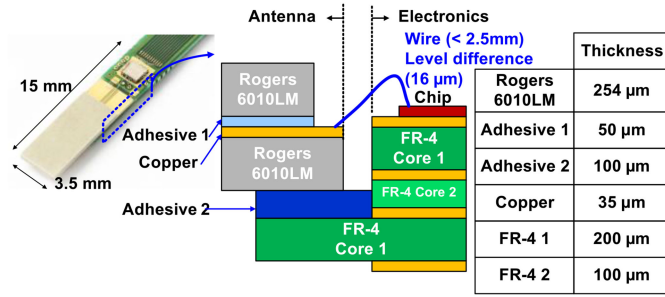 Antenna
Electronics
Wire (< 2.5mm)
Level difference
(16 µm)
Chip
15 mm
3.5 mm
Rogers
6010LM
Adhesive 1
Copper
Rogers
6010LM
Adhesive 2
FR-4
Core 1
FR-4 Core 2
FR-4
Core 1
Thickness
Rogers
6010LM
254 µm
Adhesive 1
50 µm
Adhesive 2
100 µm
Copper
35 µm
FR-4 1
200 µm
FR-4 2
100 µm